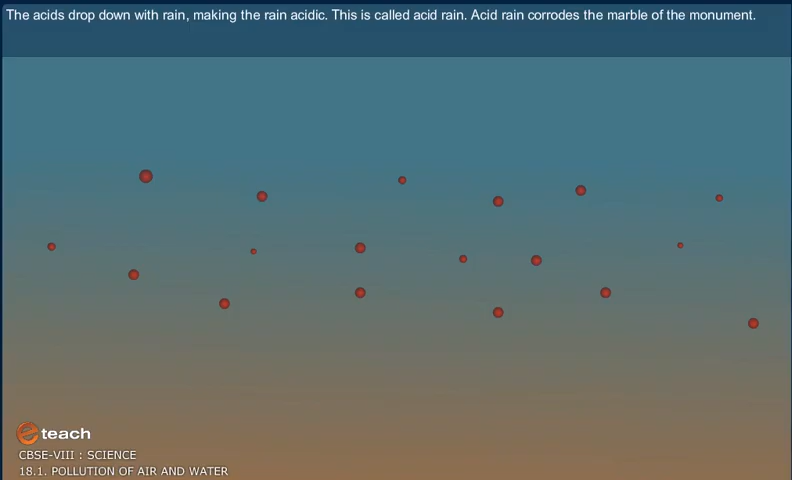 The acids drop down with rain, making the rain acidic. This is called acid rain. Acid rain corrodes the marble of the monument.
e teach
CBSE-VIII : SCIENCE
18.1. POLLUTION OF AIR AND WATER